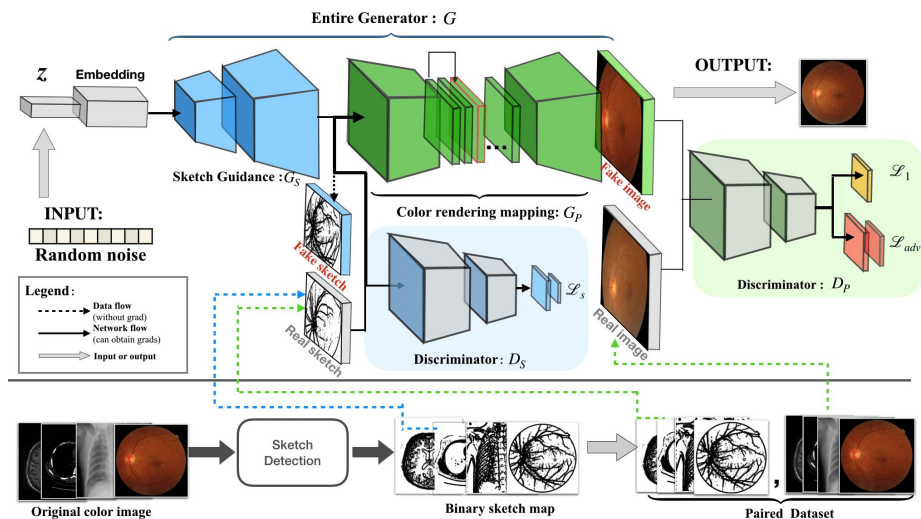 Entire Generator : G
z
Embedding
OUTPUT:
Sketch Guidance : G_S
Fake image
Color rendering mapping: G_P
INPUT:
Random noise
Fake sketch
ℒ_1
ℒ_adv
Discriminator : D_P
Legend :
Data flow
(without grad)
Network flow
(can obtain grads)
Input or output
Real sketch
ℒ_s
Discriminator : D_S
Real image
Sketch
Detection
,
Original color image
Binary sketch map
Paired Dataset